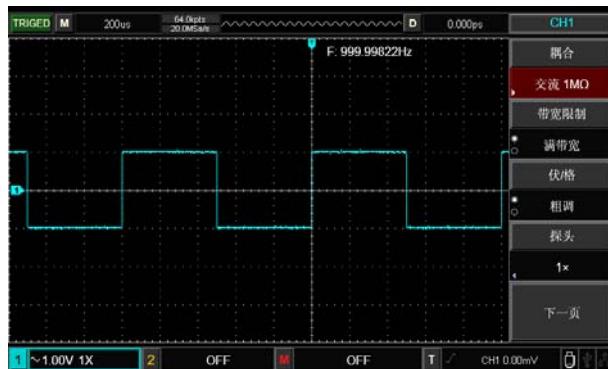 TRIGED M 200us 64.0kpts D 0.000ps CH1
20.0MSa/s
F: 999.99822Hz
耦合
交流 1MΩ
带宽限制
满带宽
伏/格
粗调
探头
1×
下一页
1
1 ~1.00V 1X 2 OFF M OFF T CH1 0.00mV